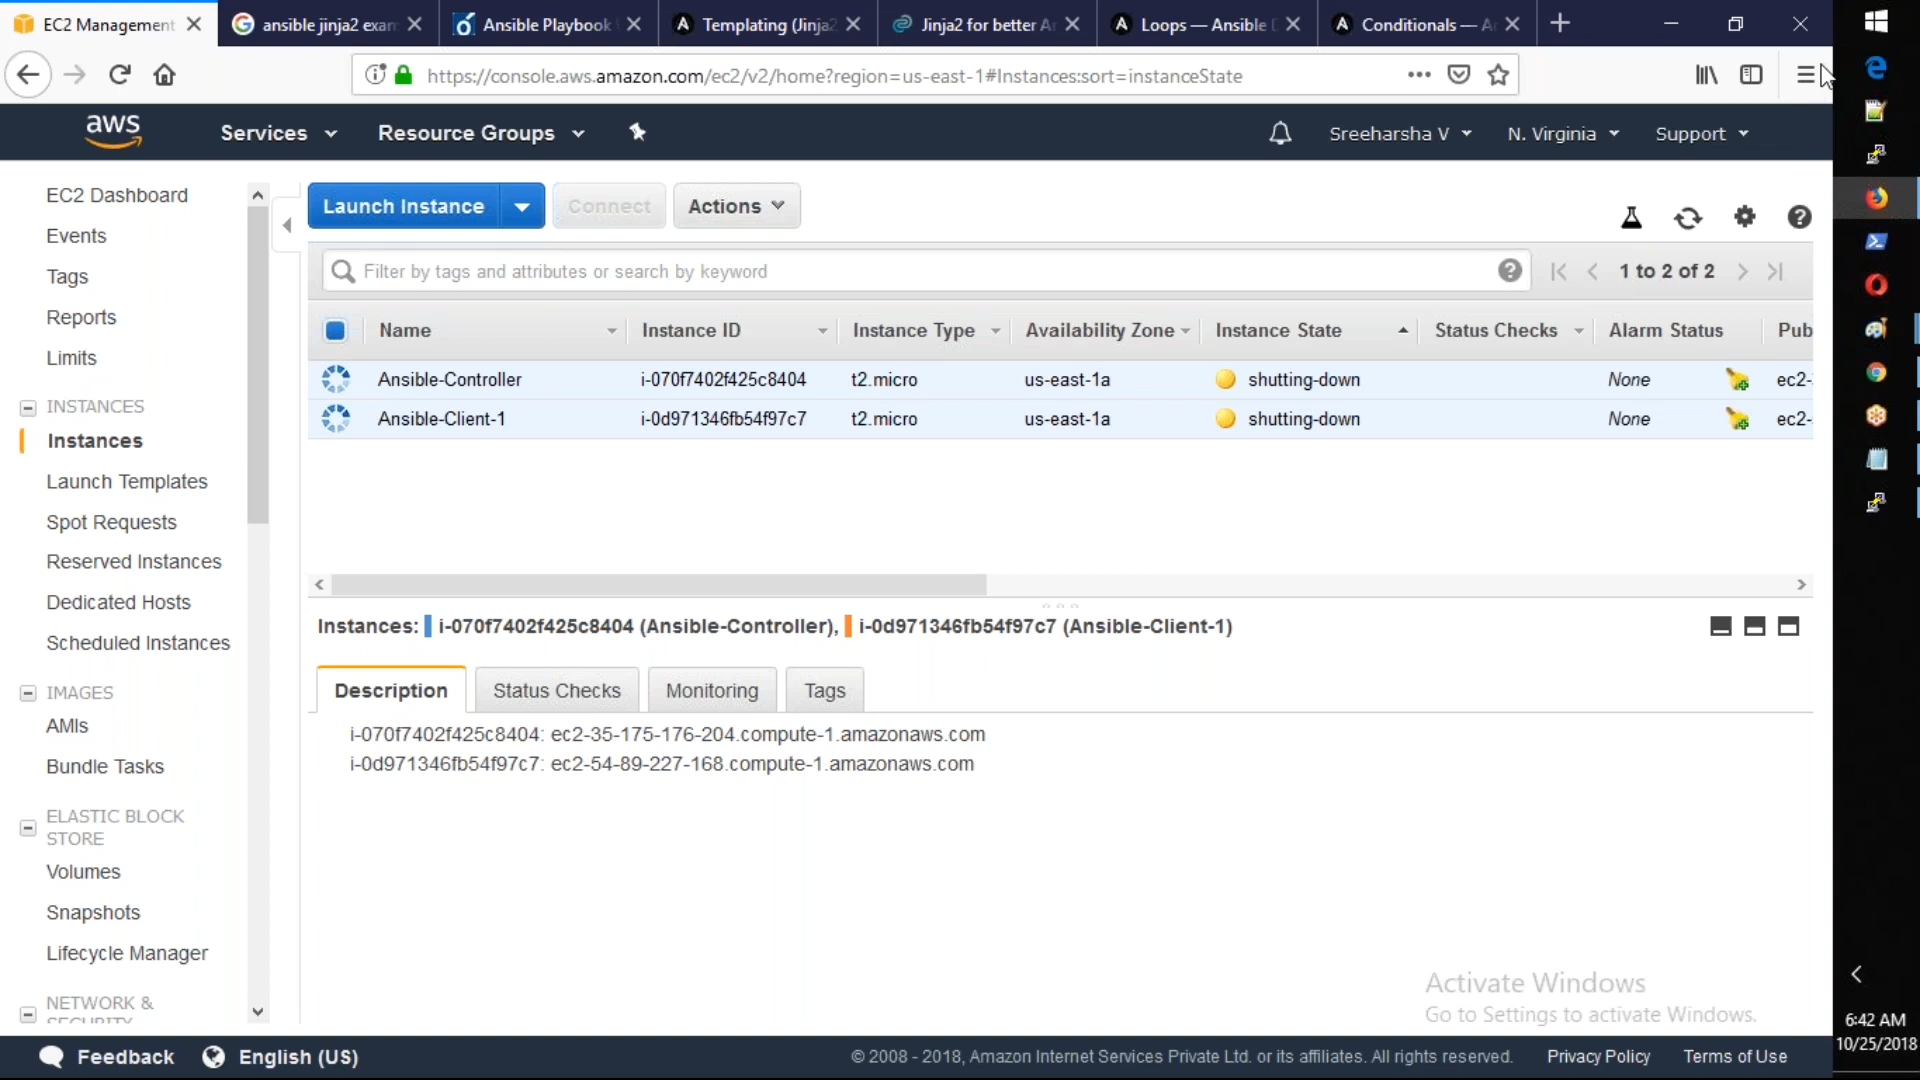 EC2 Management
ansible jinja2 exam
Ansible Playbook
Templating (Jinja2
Jinja2 for better An
Loops — Ansible D
Conditionals — A
https://console.aws.amazon.com/ec2/v2/home?region=us-east-1#Instances:sort=instanceState
aws
Services
Resource Groups
Sreeharsha V
N. Virginia
Support
EC2 Dashboard
Events
Tags
Reports
Limits
INSTANCES
Instances
Launch Templates
Spot Requests
Reserved Instances
Dedicated Hosts
Scheduled Instances
IMAGES
AMIs
Bundle Tasks
ELASTIC BLOCK
STORE
Volumes
Snapshots
Lifecycle Manager
NETWORK &
SECURITY
Launch Instance
Connect
Actions
Filter by tags and attributes or search by keyword
1 to 2 of 2
Name Instance ID Instance Type Availability Zone Instance State Status Checks Alarm Status Pub
Ansible-Controller i-070f7402f425c8404 t2.micro us-east-1a shutting-down None ec2-
Ansible-Client-1 i-0d971346fb54f97c7 t2.micro us-east-1a shutting-down None ec2-
Instances: i-070f7402f425c8404 (Ansible-Controller), i-0d971346fb54f97c7 (Ansible-Client-1)
Description
Status Checks
Monitoring
Tags
i-070f7402f425c8404: ec2-35-175-176-204.compute-1.amazonaws.com
i-0d971346fb54f97c7: ec2-54-89-227-168.compute-1.amazonaws.com
Activate Windows
Go to Settings to activate Windows.
Feedback
English (US)
© 2008 - 2018, Amazon Internet Services Private Ltd. or its affiliates. All rights reserved.
Privacy Policy
Terms of Use
6:42 AM
10/25/2018